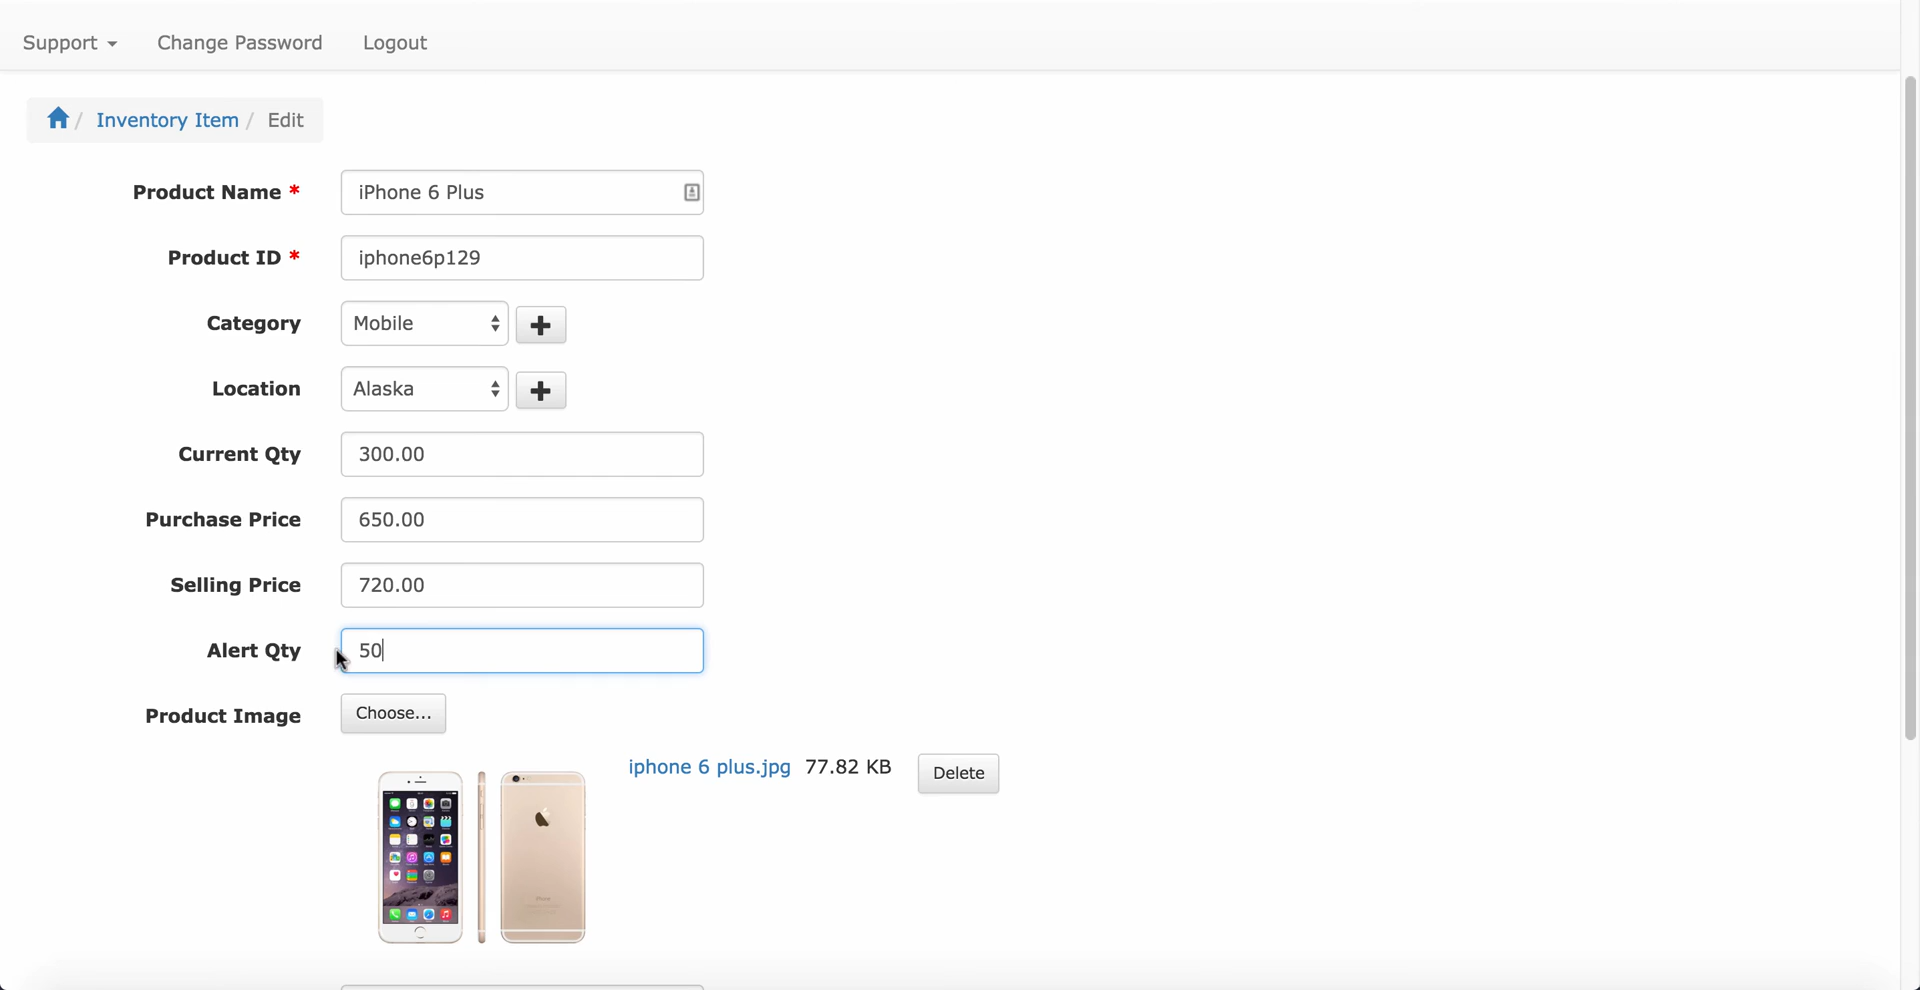 Support Change Password Logout
/ Inventory Item / Edit
Product Name * iPhone 6 Plus
Product ID * iphone6p129
Category Mobile
Location Alaska
Current Qty 300.00
Purchase Price 650.00
Selling Price 720.00
Alert Qty 50
Product Image Choose...
iphone 6 plus.jpg 77.82 KB Delete